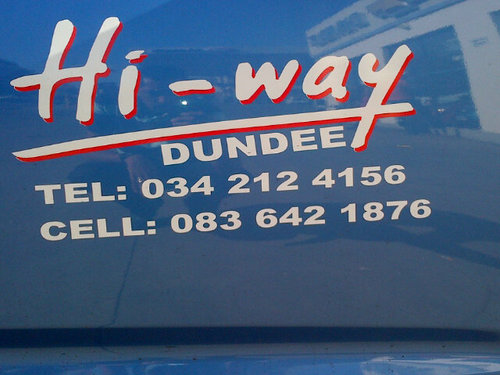 Hi-way
DUNDEE
TEL: 034 212 4156
CELL: 083 642 1876